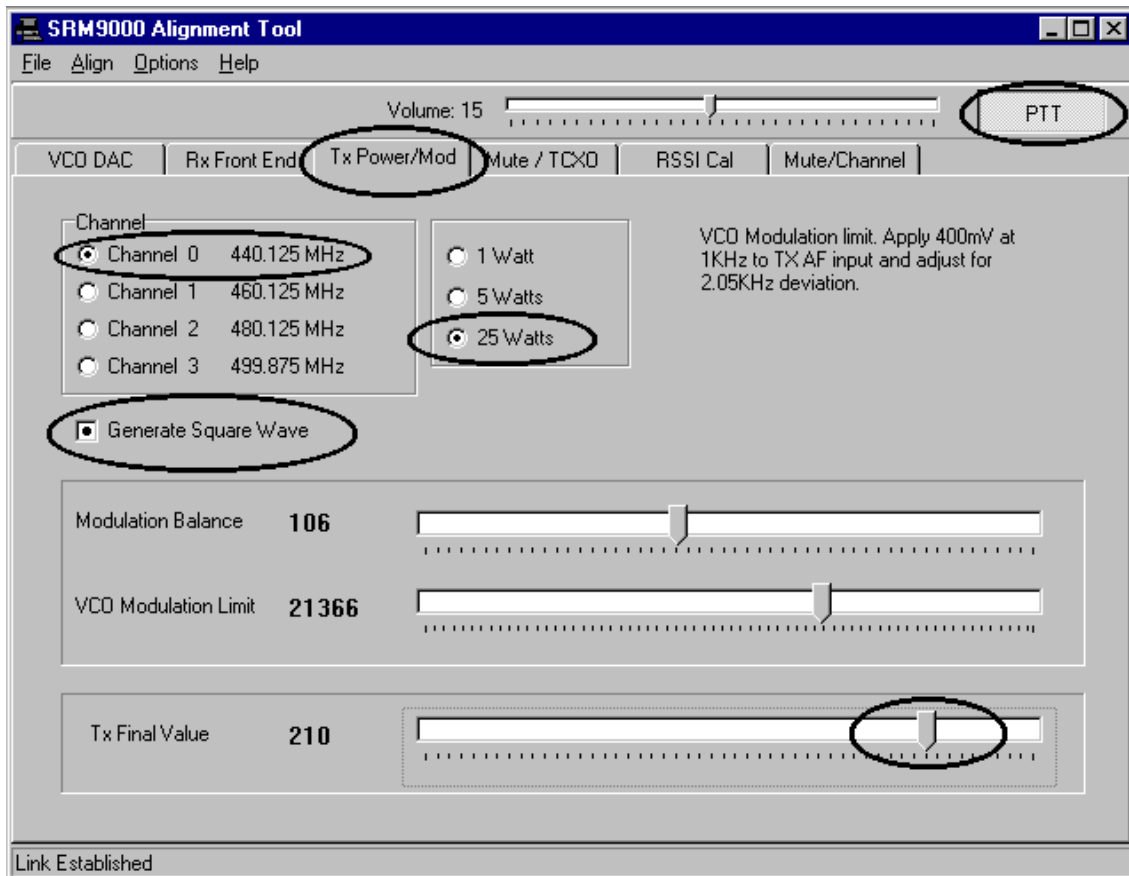 SRM9000 Alignment Tool
File Align Options Help
Volume: 15
PTT
VCO DAC
Rx Front End
Tx Power/Mod
Mute / TCXO
RSSI Cal
Mute/Channel
Channel
Channel 0 440.125 MHz
Channel 1 460.125 MHz
Channel 2 480.125 MHz
Channel 3 499.875 MHz
1 Watt
5 Watts
25 Watts
VCO Modulation limit. Apply 400mV at
1KHz to TX AF input and adjust for
2.05KHz deviation.
Generate Square Wave
Modulation Balance 106
VCO Modulation Limit 21366
Tx Final Value 210
Link Established